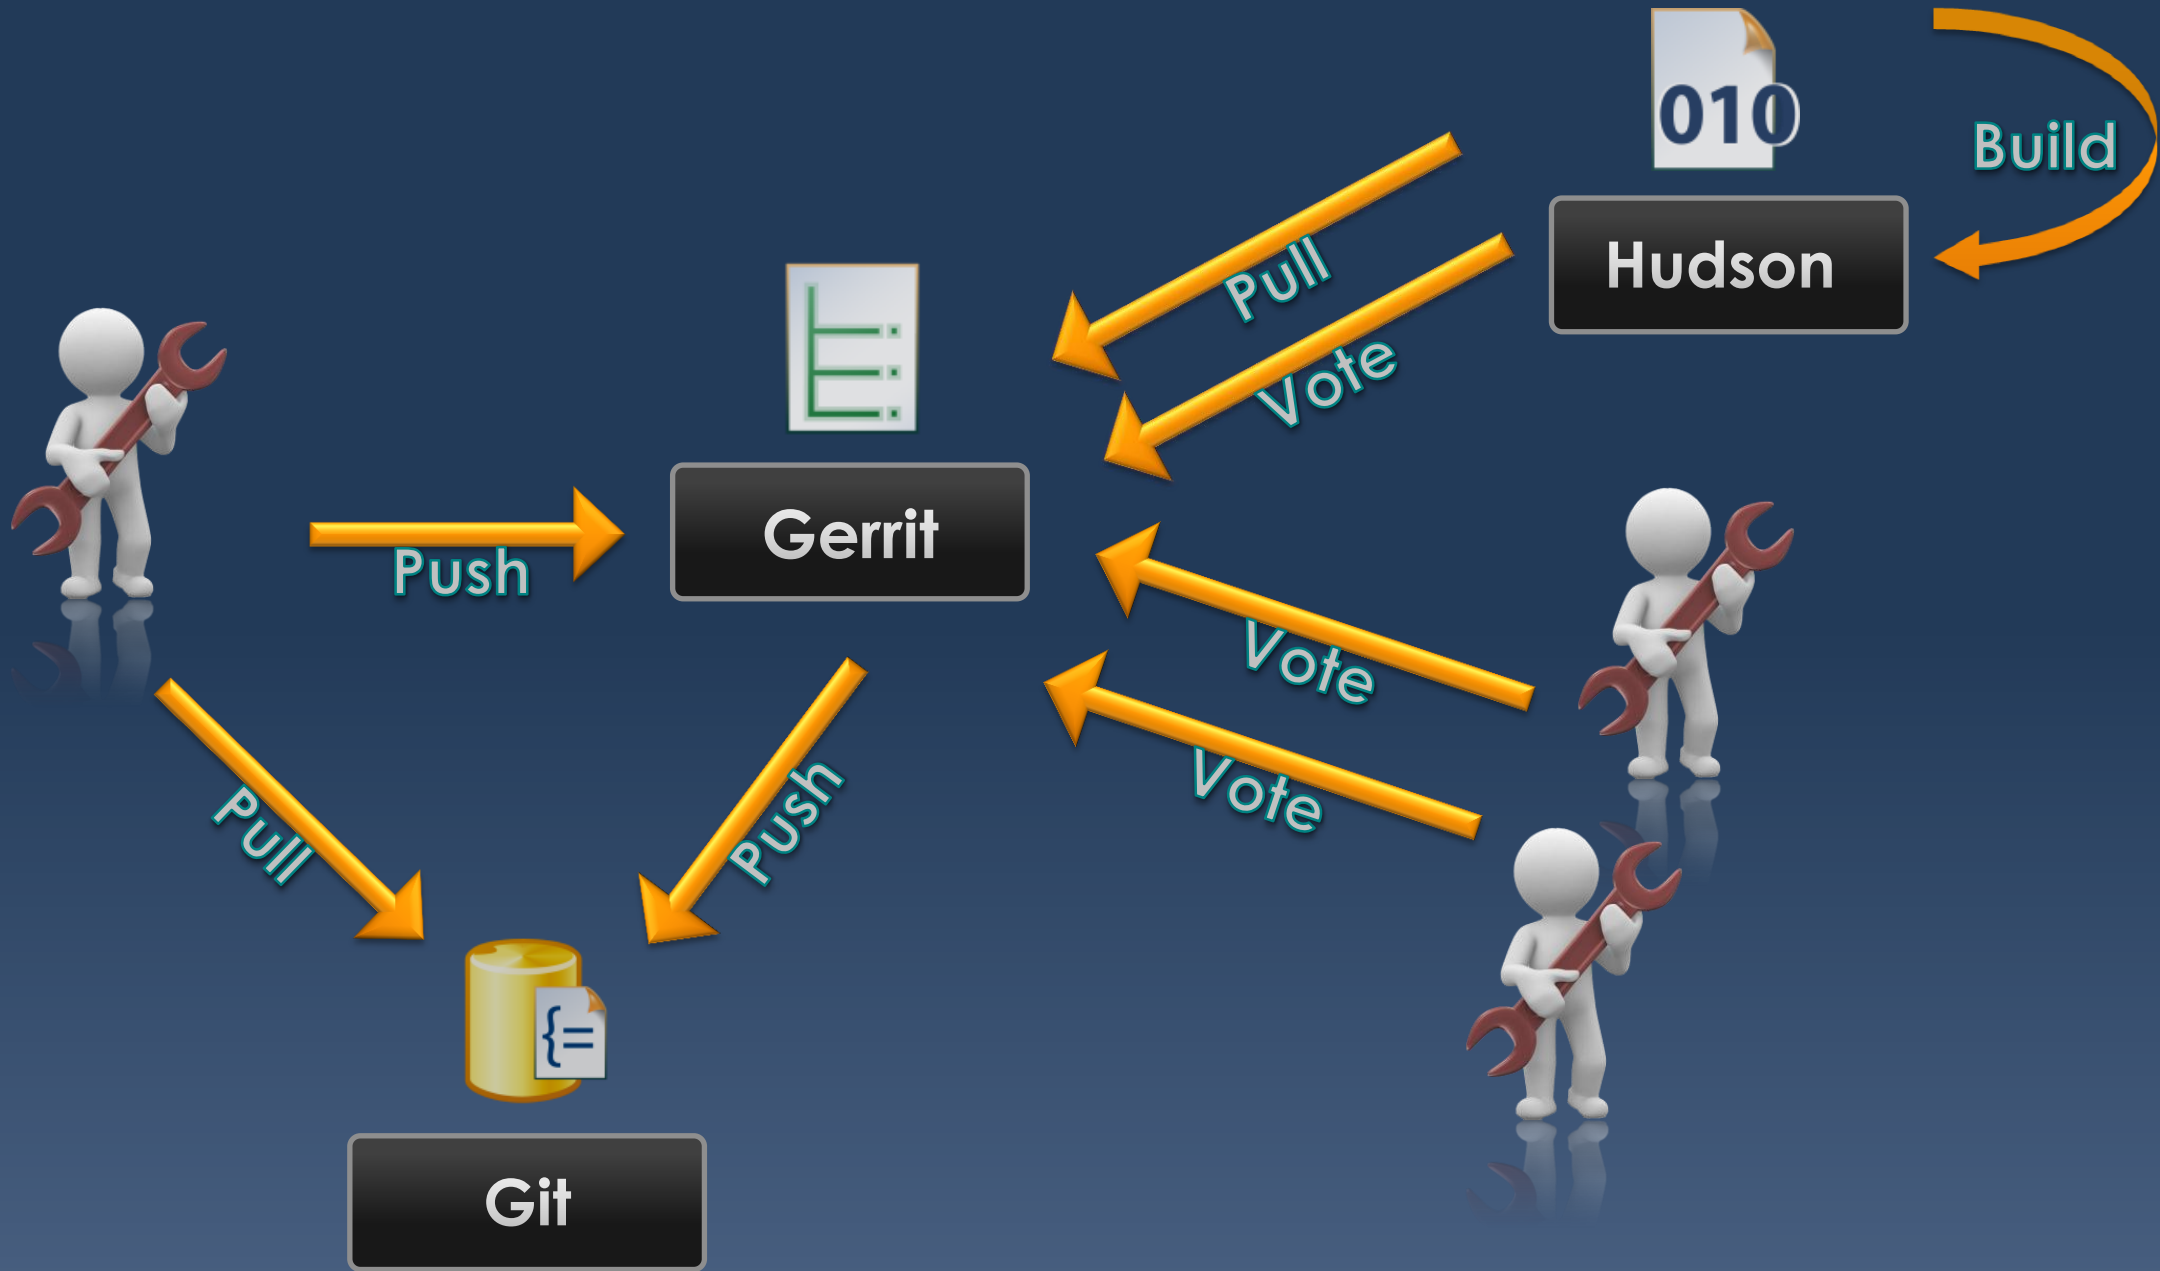 010
Build
Hudson
Pull
Vote
Gerrit
Push
Vote
Vote
Pull
Push
{=
Git